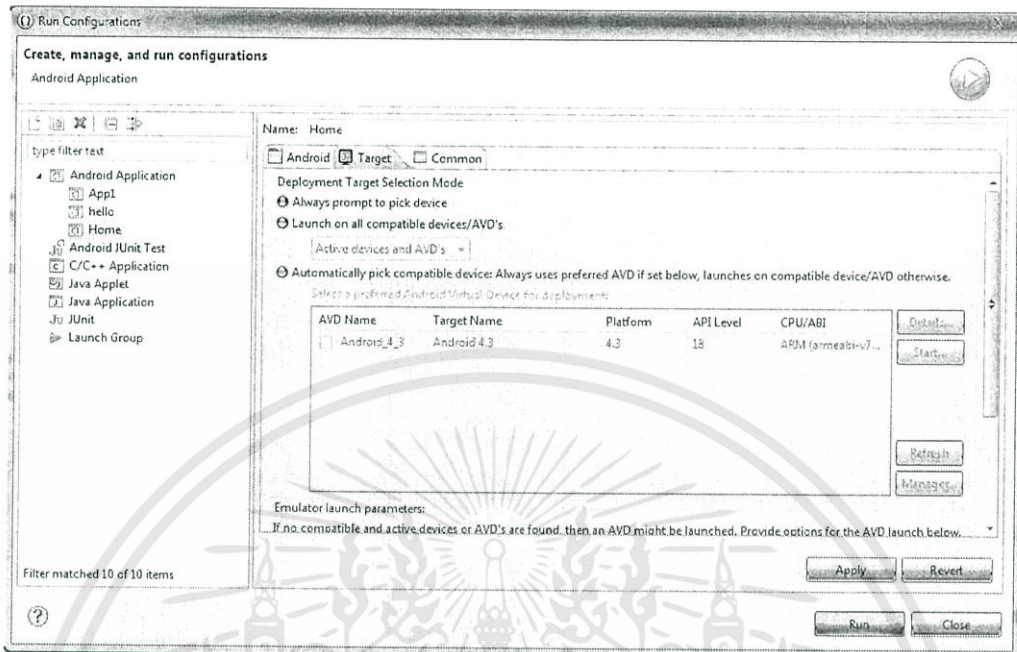 Run Configurations
Create, manage, and run configurations
Android Application
type filter text
Android Application
App1
hello
Home
Android JUnit Test
C/C++ Application
Java Applet
Java Application
Ju JUnit
Launch Group
Filter matched 10 of 10 items
Name: Home
Android Target Common
Deployment Target Selection Mode
Always prompt to pick device
Launch on all compatible devices/AVD's
Active devices and AVD's
Automatically pick compatible device: Always uses preferred AVD if set below, launches on compatible device/AVD otherwise.
Select a preferred Android Virtual Device for deployment:
AVD Name Target Name Platform API Level CPU/ABI
Android_4_3 Android 4.3 4.3 18 ARM (armeabi-v7...
Details...
Start...
Refresh
Manager...
Emulator launch parameters:
If no compatible and active devices or AVD's are found, then an AVD might be launched. Provide options for the AVD launch below.
Apply Revert
Run Close